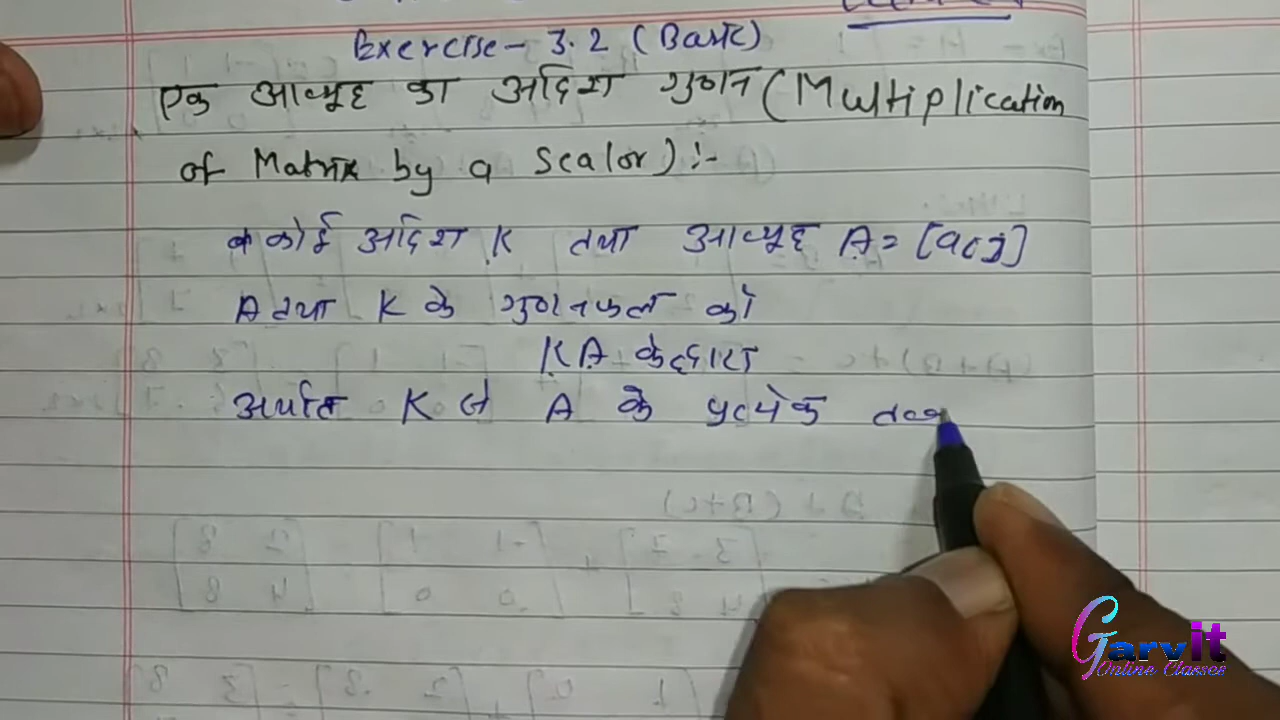 Exercise- 3.2 (Basic)
एक आव्यूह का अदिश गुणन (Multiplication
of Matrix by a Scalor) :-
कोई अदिश K तथा आव्यूह A = [aij]
A तथा K के गुणनफल को
KA के द्वारा
अर्थात K से A के प्रत्येक तत्व
Garvit
Online Classes